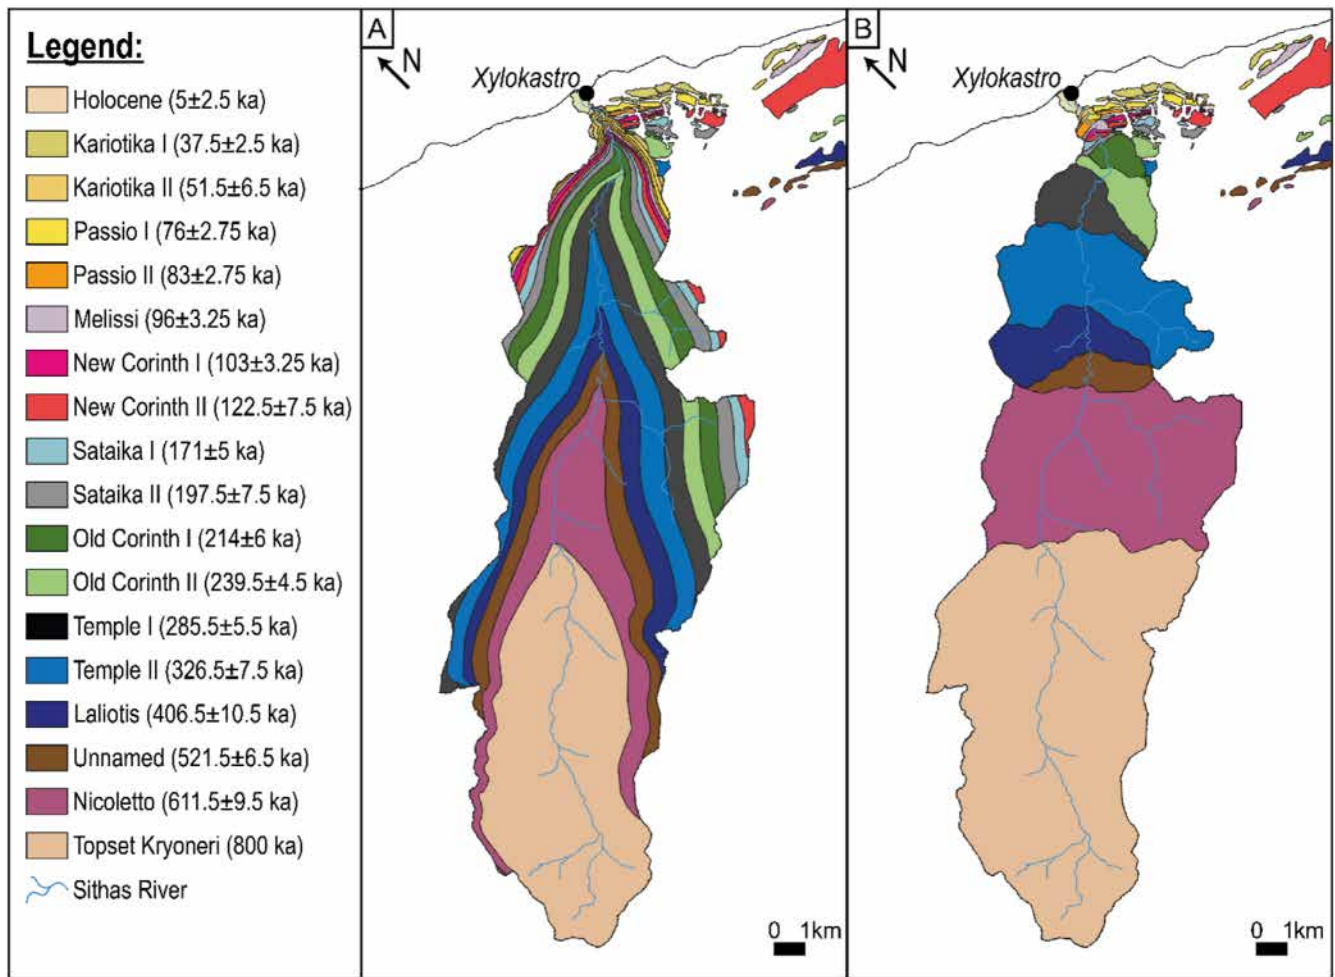 Legend:
Holocene (5±2.5 ka)
Kariotika I (37.5±2.5 ka)
Kariotika II (51.5±6.5 ka)
Passio I (76±2.75 ka)
Passio II (83±2.75 ka)
Melissi (96±3.25 ka)
New Corinth I (103±3.25 ka)
New Corinth II (122.5±7.5 ka)
Sataika I (171±5 ka)
Sataika II (197.5±7.5 ka)
Old Corinth I (214±6 ka)
Old Corinth II (239.5±4.5 ka)
Temple I (285.5±5.5 ka)
Temple II (326.5±7.5 ka)
Laliotis (406.5±10.5 ka)
Unnamed (521.5±6.5 ka)
Nicoletto (611.5±9.5 ka)
Topset Kryoneri (800 ka)
Sithas River
A
N
Xylokastro
0 1km
B
N
Xylokastro
0 1km